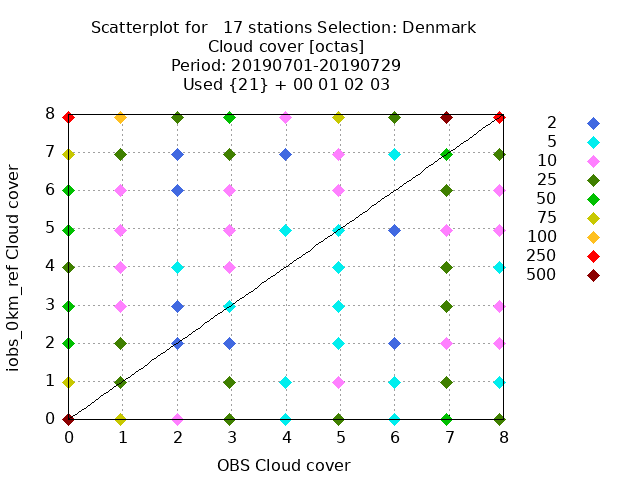 Scatterplot for   17 stations Selection: Denmark
Cloud cover [octas]
Period: 20190701-20190729
Used {21} + 00 01 02 03
8
7
6
5
4
3
2
1
0
iobs_0km_ref Cloud cover
0 1 2 3 4 5 6 7 8
OBS Cloud cover
2
5
10
25
50
75
100
250
500